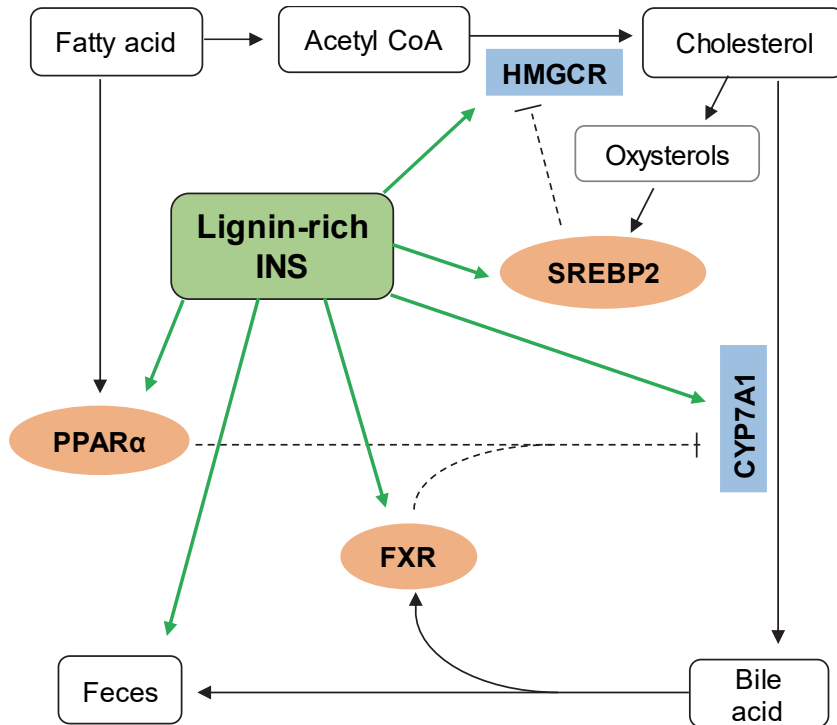 Fatty acid
Acetyl CoA
Cholesterol
HMGCR
Oxysterols
Lignin-rich
INS
SREBP2
CYP7A1
PPARα
FXR
Feces
Bile
acid